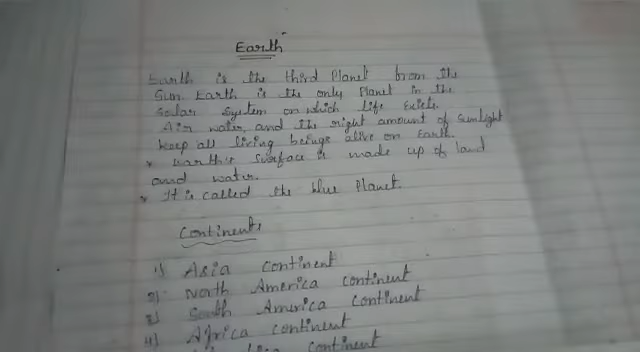 Earth
Earth is the third Planet from the
Sun. Earth is the only Planet in the
Solar System on which life Exists.
Air water, and the right amount of sunlight
keep all living beings alive on Earth.
* Earth's Surface is made up of land
and water.
* It is called the blue Planet.
Continents
1) Asia continent
2) North America continent
3) South America continent
4) Africa continent
continent